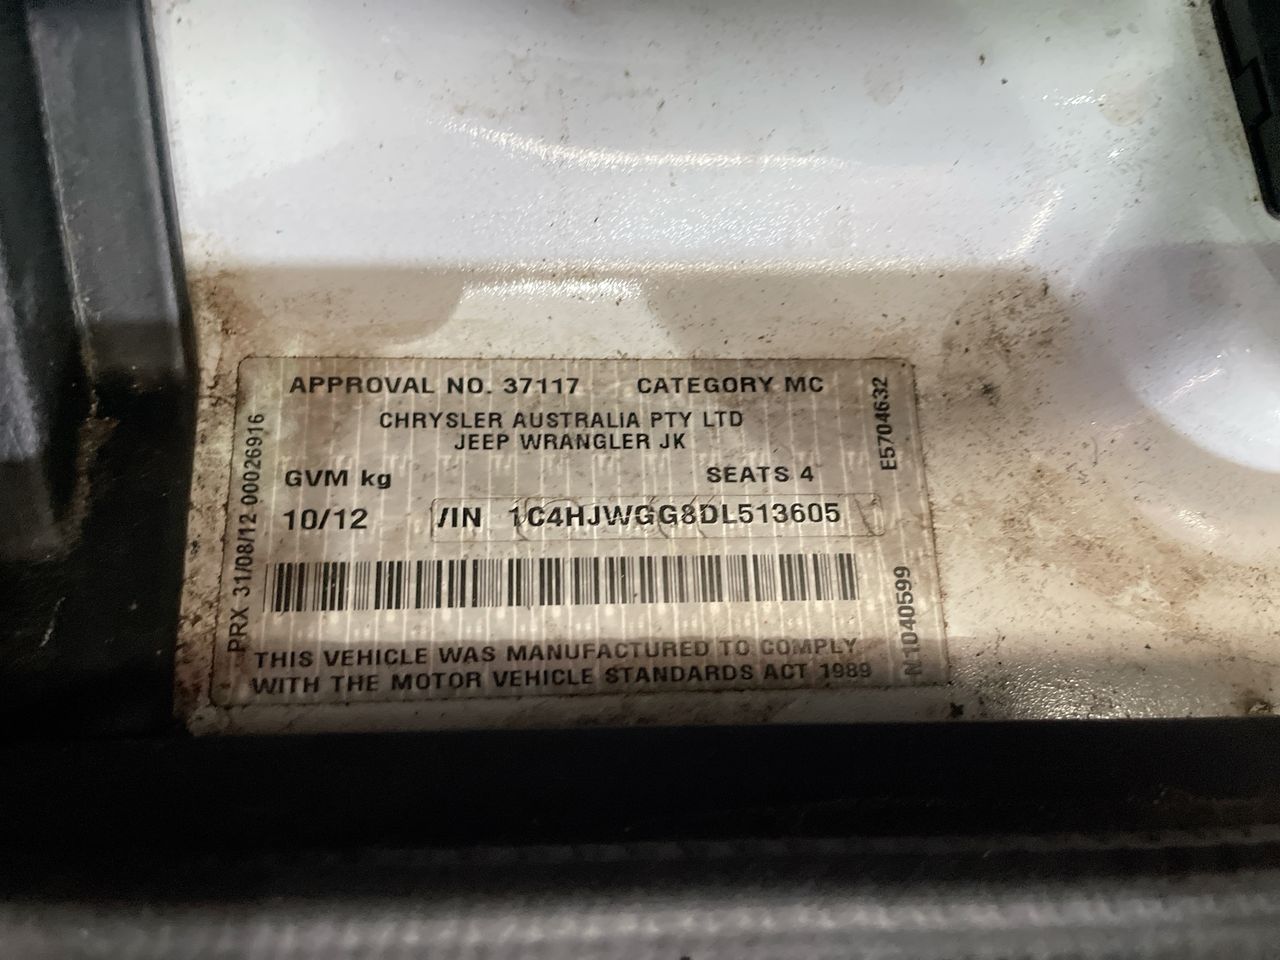 APPROVAL NO. 37117 CATEGORY MC
CHRYSLER AUSTRALIA PTY LTD
JEEP WRANGLER JK
GVM kg SEATS 4
10/12 /IN 1C4HJWGG8DL513605
THIS VEHICLE WAS MANUFACTURED TO COMPLY
WITH THE MOTOR VEHICLE STANDARDS ACT 1989
PRX 31/08/12 00026916
E5704632
N1040599